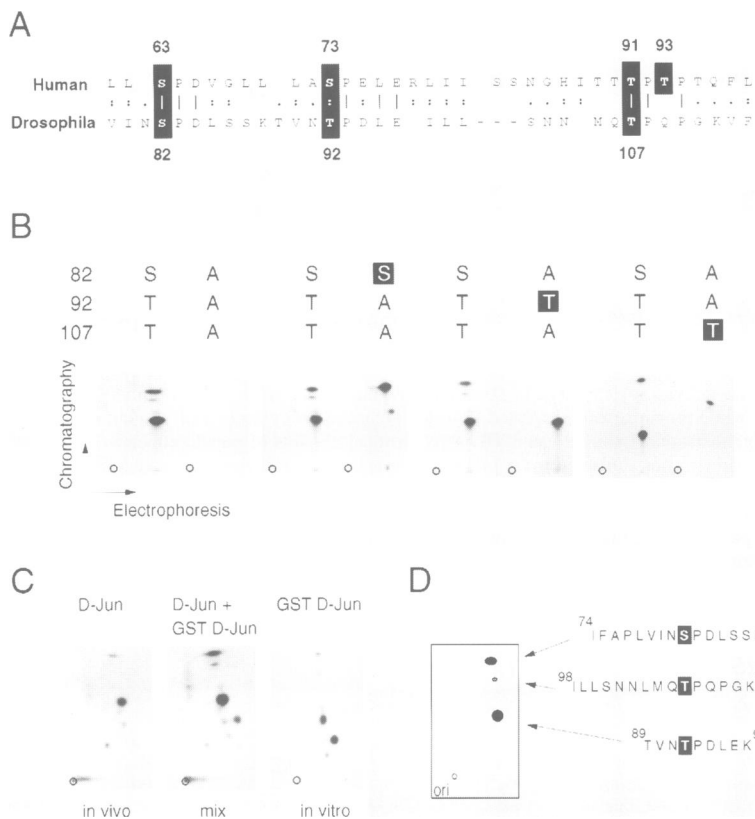 A
63 73 91 93
Human L L S P D V G L L L A S P E L E R L I I S S N G H I T T T P T P T Q F L
Drosophila V I N S P D L S S K T V N T P D L E I L L - - - S N N M Q T P Q P G K V F
82 92 107
B
82 S A S S S A S A
92 T A T A T T T A
107 T A T A T A T T
Chromatography
Electrophoresis
C
D-Jun D-Jun + GST D-Jun GST D-Jun
in vivo mix in vitro
D
74 I F A P L V I N S P D L S S
98 I L L S N N L M Q T P Q P G K
89 T V N T P D L E K
ori